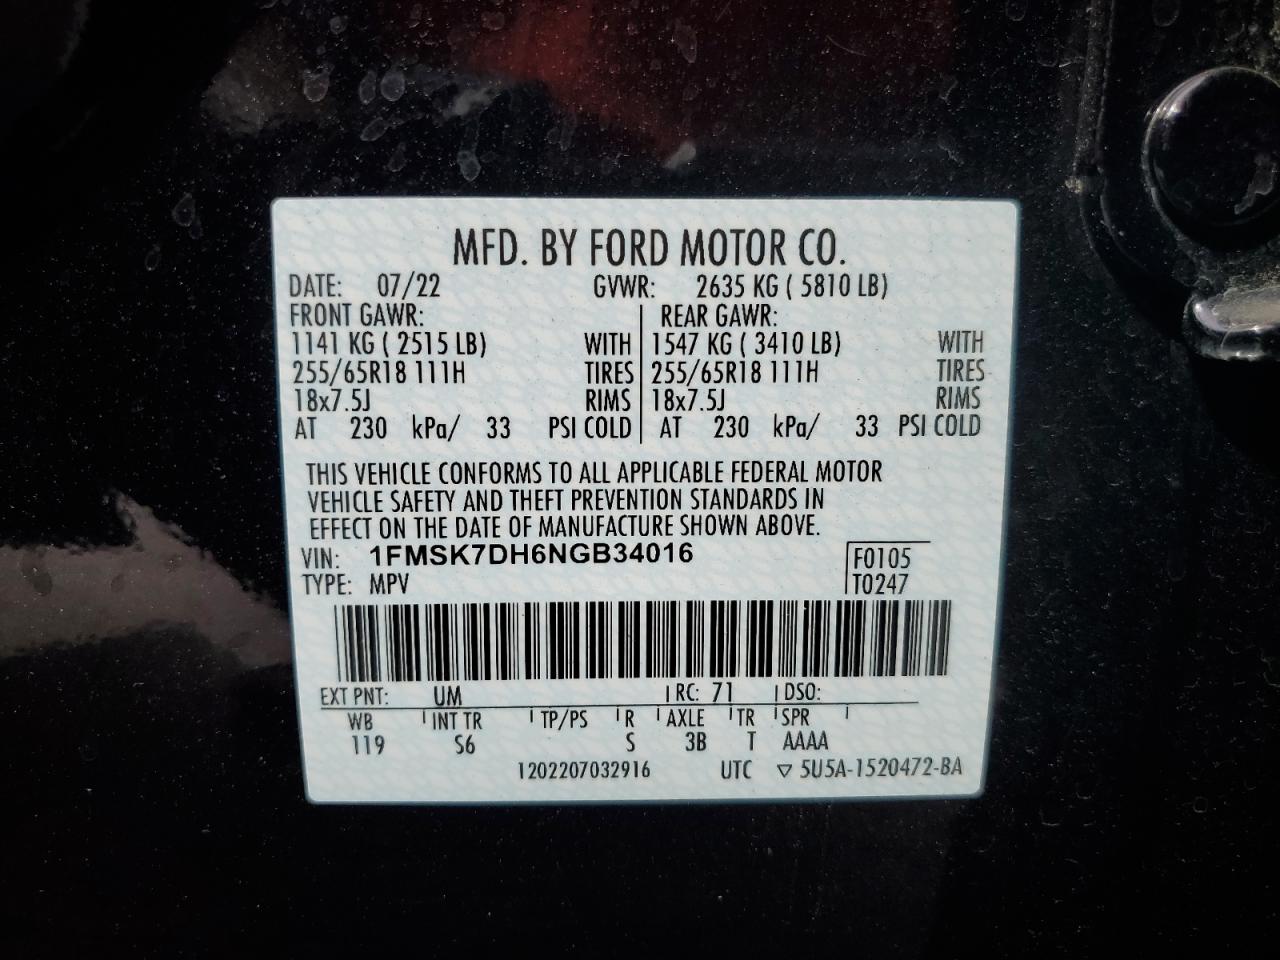 MFD. BY FORD MOTOR CO.
DATE: 07/22 GVWR: 2635 KG ( 5810 LB)
FRONT GAWR: REAR GAWR:
1141 KG ( 2515 LB) WITH 1547 KG ( 3410 LB) WITH
255/65R18 111H TIRES 255/65R18 111H TIRES
18x7.5J RIMS 18x7.5J RIMS
AT 230 kPa/ 33 PSI COLD AT 230 kPa/ 33 PSI COLD
THIS VEHICLE CONFORMS TO ALL APPLICABLE FEDERAL MOTOR
VEHICLE SAFETY AND THEFT PREVENTION STANDARDS IN
EFFECT ON THE DATE OF MANUFACTURE SHOWN ABOVE.
VIN: 1FMSK7DH6NGB34016 F0105
TYPE: MPV T0247
EXT PNT: UM RC: 71 DSO:
WB INT TR TP/PS R AXLE TR SPR
119 S6 S 3B T AAAA
1202207032916 UTC ▽ 5U5A-1520472-BA